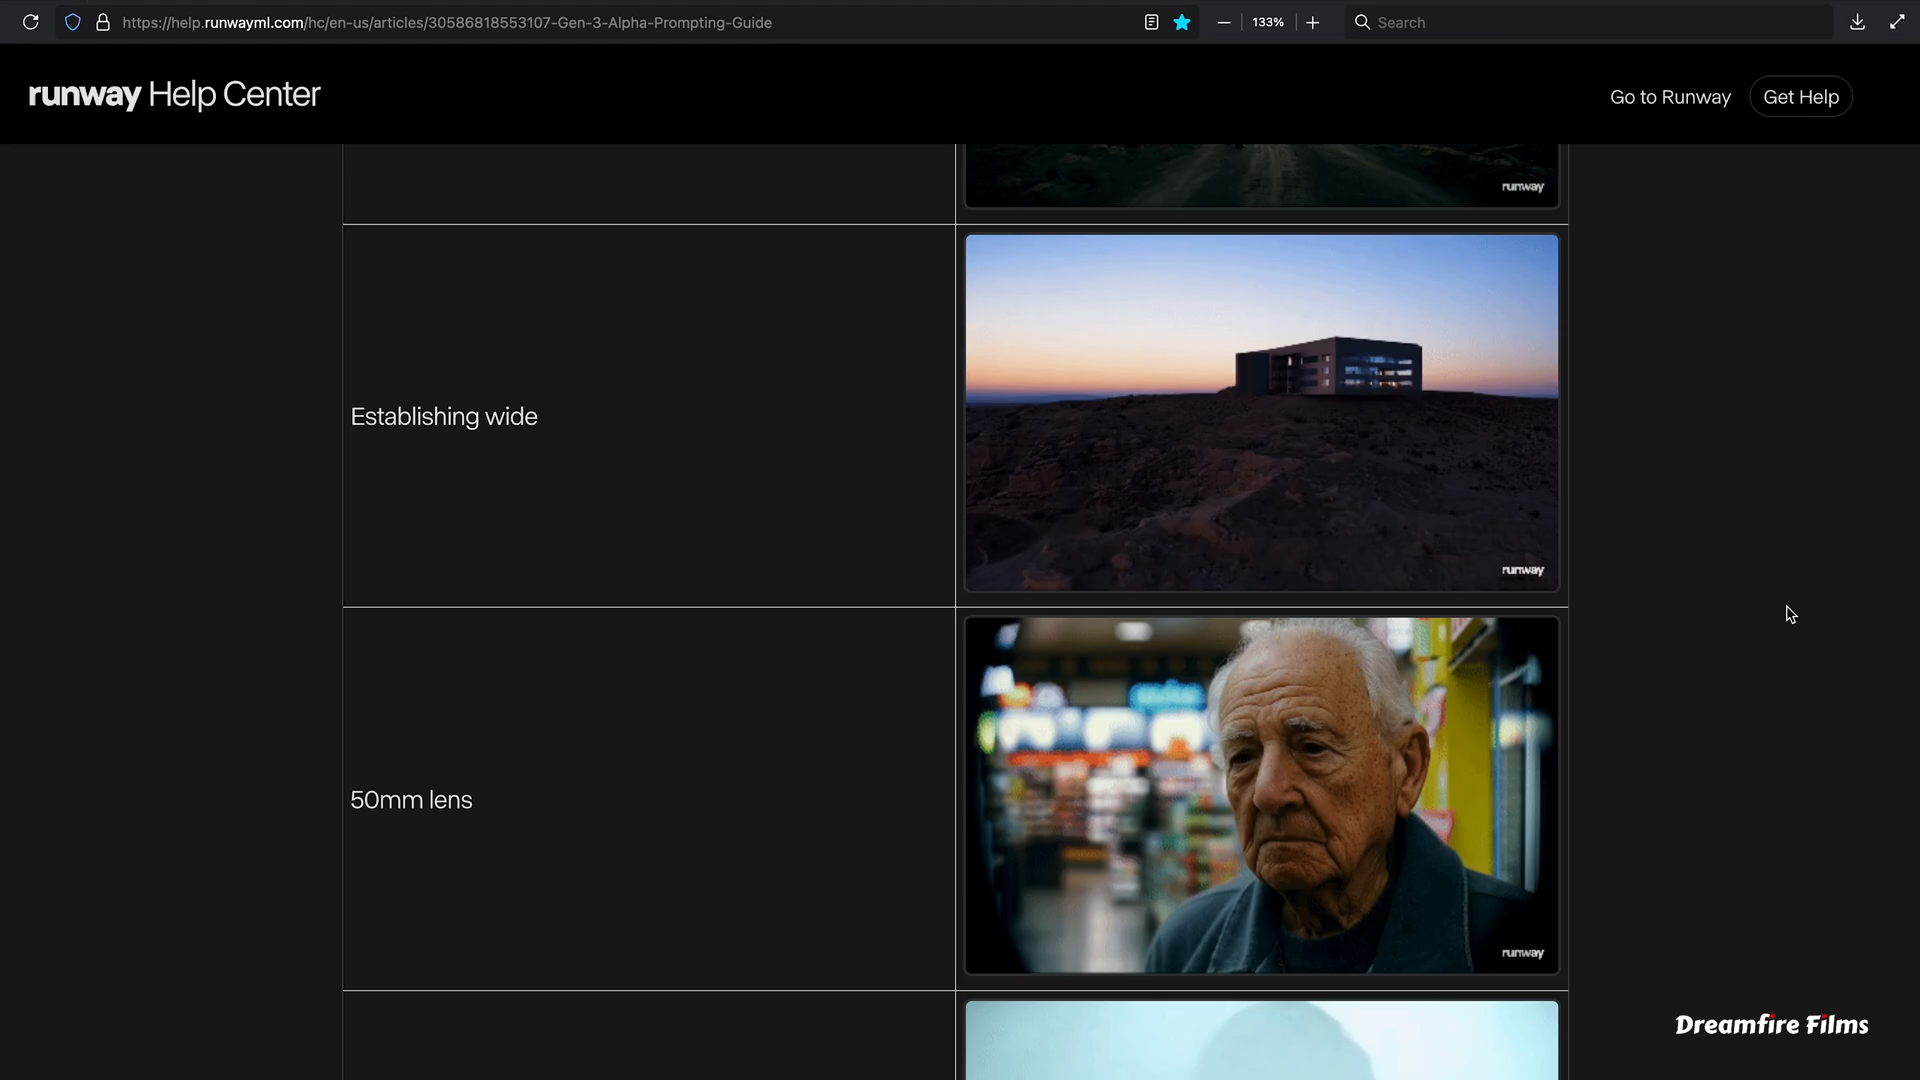 https://help.runwayml.com/hc/en-us/articles/30586818553107-Gen-3-Alpha-Prompting-Guide
133%
Search
runway Help Center
Go to Runway
Get Help
runway
Establishing wide
runway
50mm lens
runway
Dreamfire Films